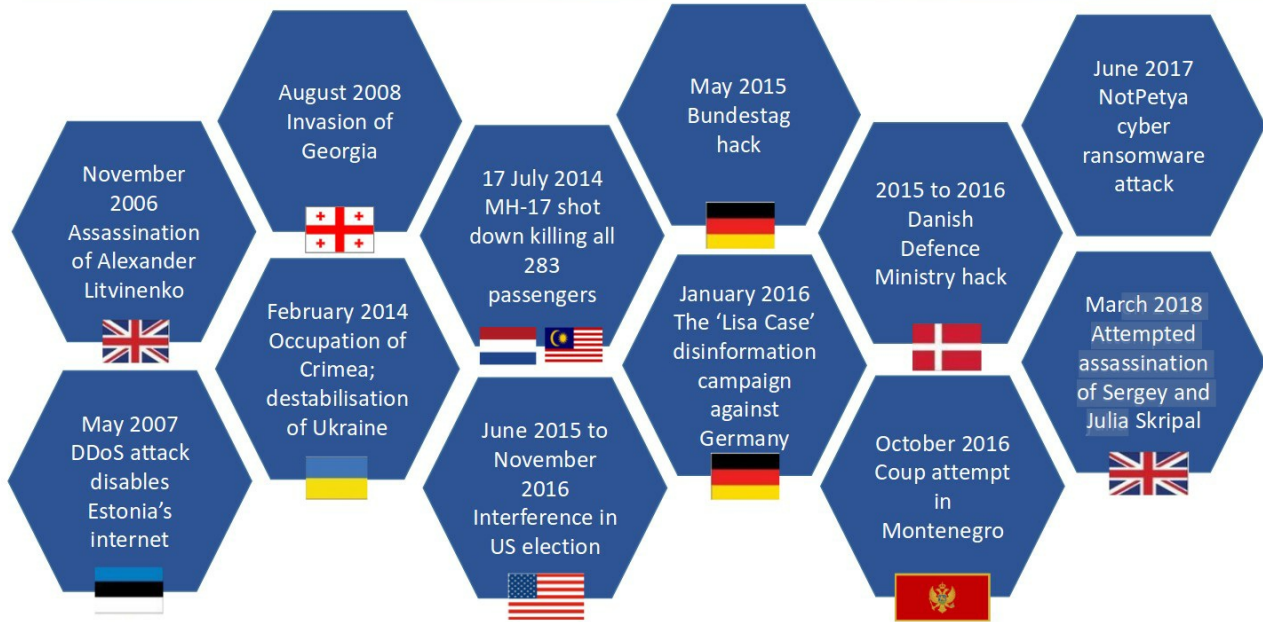 November
2006
Assassination
of Alexander
Litvinenko
May 2007
DDoS attack
disables
Estonia's
internet
August 2008
Invasion of
Georgia
February 2014
Occupation of
Crimea;
destabilisation
of Ukraine
17 July 2014
MH-17 shot
down killing all
283
passengers
June 2015 to
November
2016
Interference in
US election
May 2015
Bundestag
hack
January 2016
The ‘Lisa Case’
disinformation
campaign
against
Germany
2015 to 2016
Danish
Defence
Ministry hack
October 2016
Coup attempt
in
Montenegro
June 2017
NotPetya
cyber
ransomware
attack
March 2018
Attempted
assassination
of Sergey and
Julia Skripal